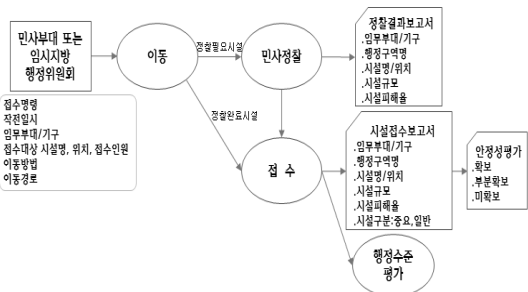 민사부대 또는
임시지방
행정위원회
접수명령
작전일시
임무부대/기구
접수대상 시설명, 위치, 접수인원
이동방법
이동경로
이동
정찰필요시설
정찰완료시설
민사정찰
접 수
정찰결과보고서
.임무부대/기구
.행정구역명
.시설명/위치
.시설규모
.시설피해율
시설접수보고서
.임무부대/기구
.행정구역명
.시설명/위치
.시설규모
.시설피해율
.시설구분:중요,일반
안정성평가
.확보
.부분확보
.미확보
행정수준
평가